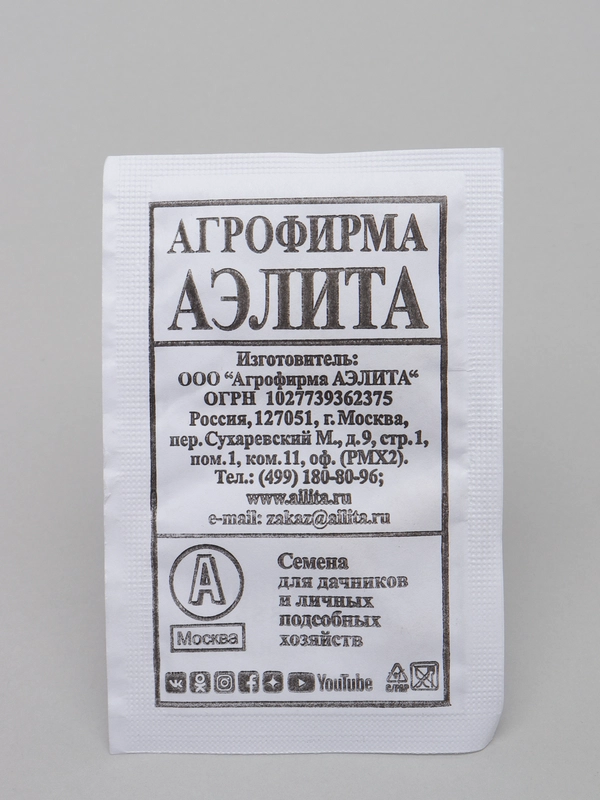 АГРОФИРМА
АЭЛИТА
Изготовитель:
ООО “Агрофирма АЭЛИТА“
ОГРН 1027739362375
Россия, 127051, г. Москва,
пер. Сухаревский М., д. 9, стр. 1,
пом. 1, ком. 11, оф. (РМХ2).
Тел.: (499) 180-80-96;
www.ailita.ru
e-mail: zakaz@ailita.ru
А
Москва
Семена
для дачников
и личных
подсобных
хозяйств
YouTube
C/PAP